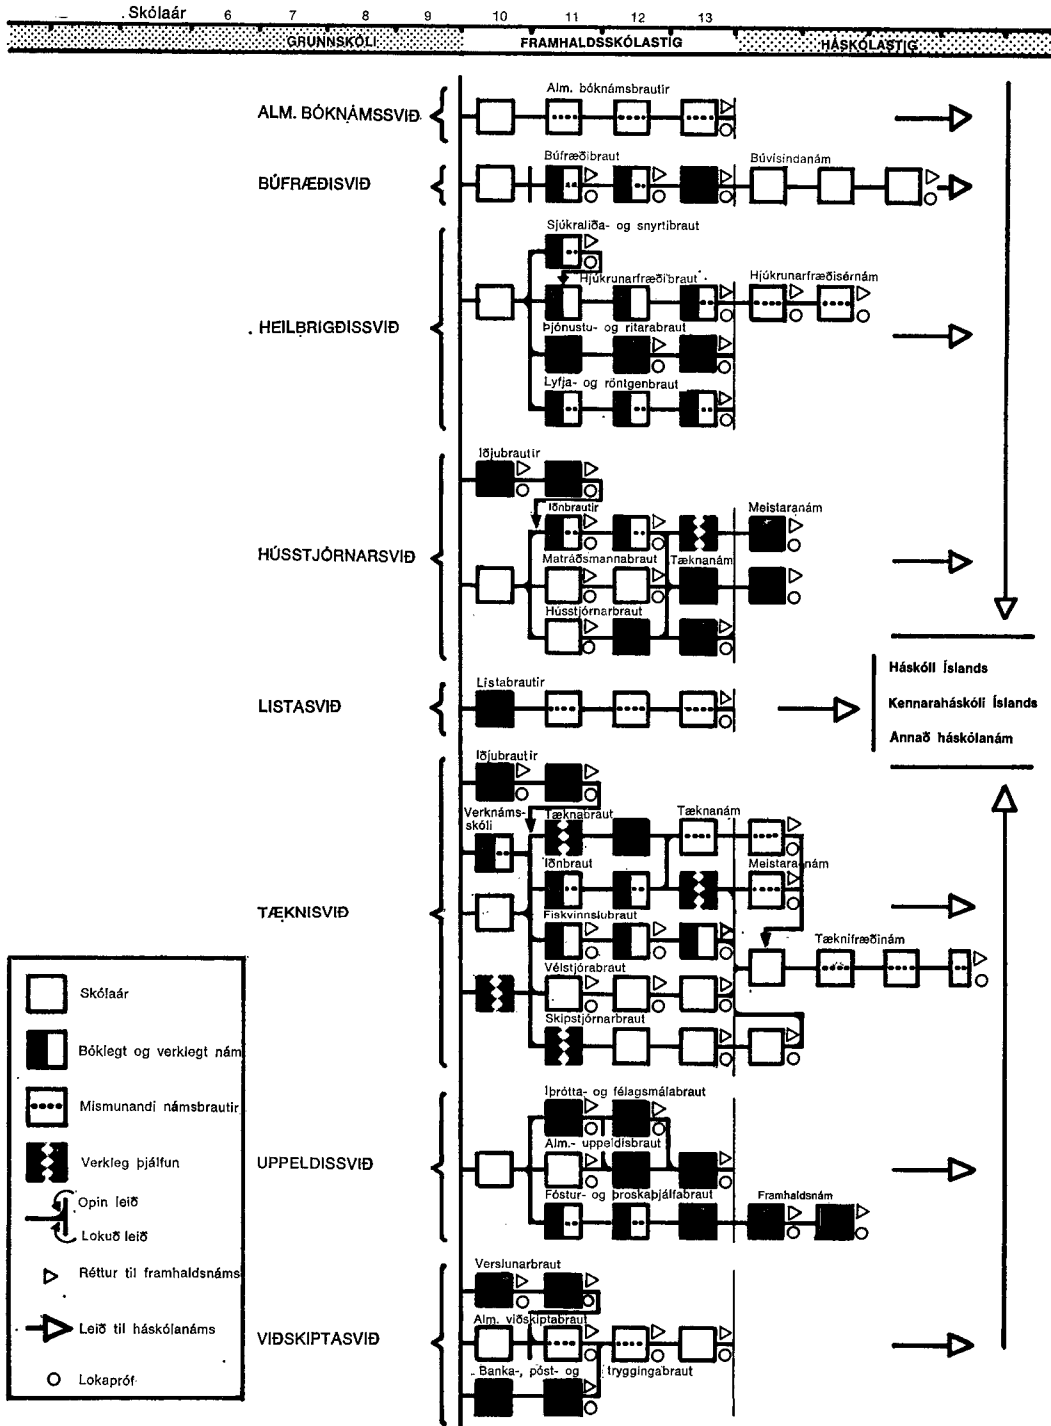 Skólaár 6 7 8 9 10 11 12 13
GRUNNSKÓLI FRAMHALDSSKÓLASTIG HÁSKÓLASTIG
ALM. BÓKNÁMSSVIÐ
Alm. bóknámsbrautir
BÚFRÆÐISVIÐ
Búfræðibraut
Búvísindanám
HEILBRIGÐISSVIÐ
Sjúkraliða- og snyrtibraut
Hjúkrunarfræðibraut
Hjúkrunarfræðisérnám
Þjónustu- og ritarabraut
Lyfja- og röntgenbraut
HÚSSTJÓRNARSVIÐ
Iðjubrautir
Iðnbrautir
Meistaranám
Matráðsmannabraut
Tæknanám
Hússtjórnarbraut
Háskóli Íslands
Kennaraháskóli Íslands
Annað háskólanám
LISTASVIÐ
Listabrautir
TÆKNISVIÐ
Iðjubrautir
Verknáms-
skóli
Tæknabraut
Tæknanám
Iðnbraut
Meistaranám
Fiskvinnslubraut
Tæknifræðinám
Vélstjórabraut
Skipstjórnarbraut
UPPELDISSVIÐ
Íþrótta- og félagsmálabraut
Alm.- uppeldisbraut
Fóstur- og þroskaþjálfabraut
Framhaldsnám
VIÐSKIPTASVIÐ
Verslunarbraut
Alm. viðskiptabraut
Banka-, póst- og tryggingabraut
Skólaár
Bóklegt og verklegt nám
Mismunandi námsbrautir
Verkleg þjálfun
Opin leið
Lokuð leið
Réttur til framhaldsnáms
Leið til háskólanáms
Lokapróf